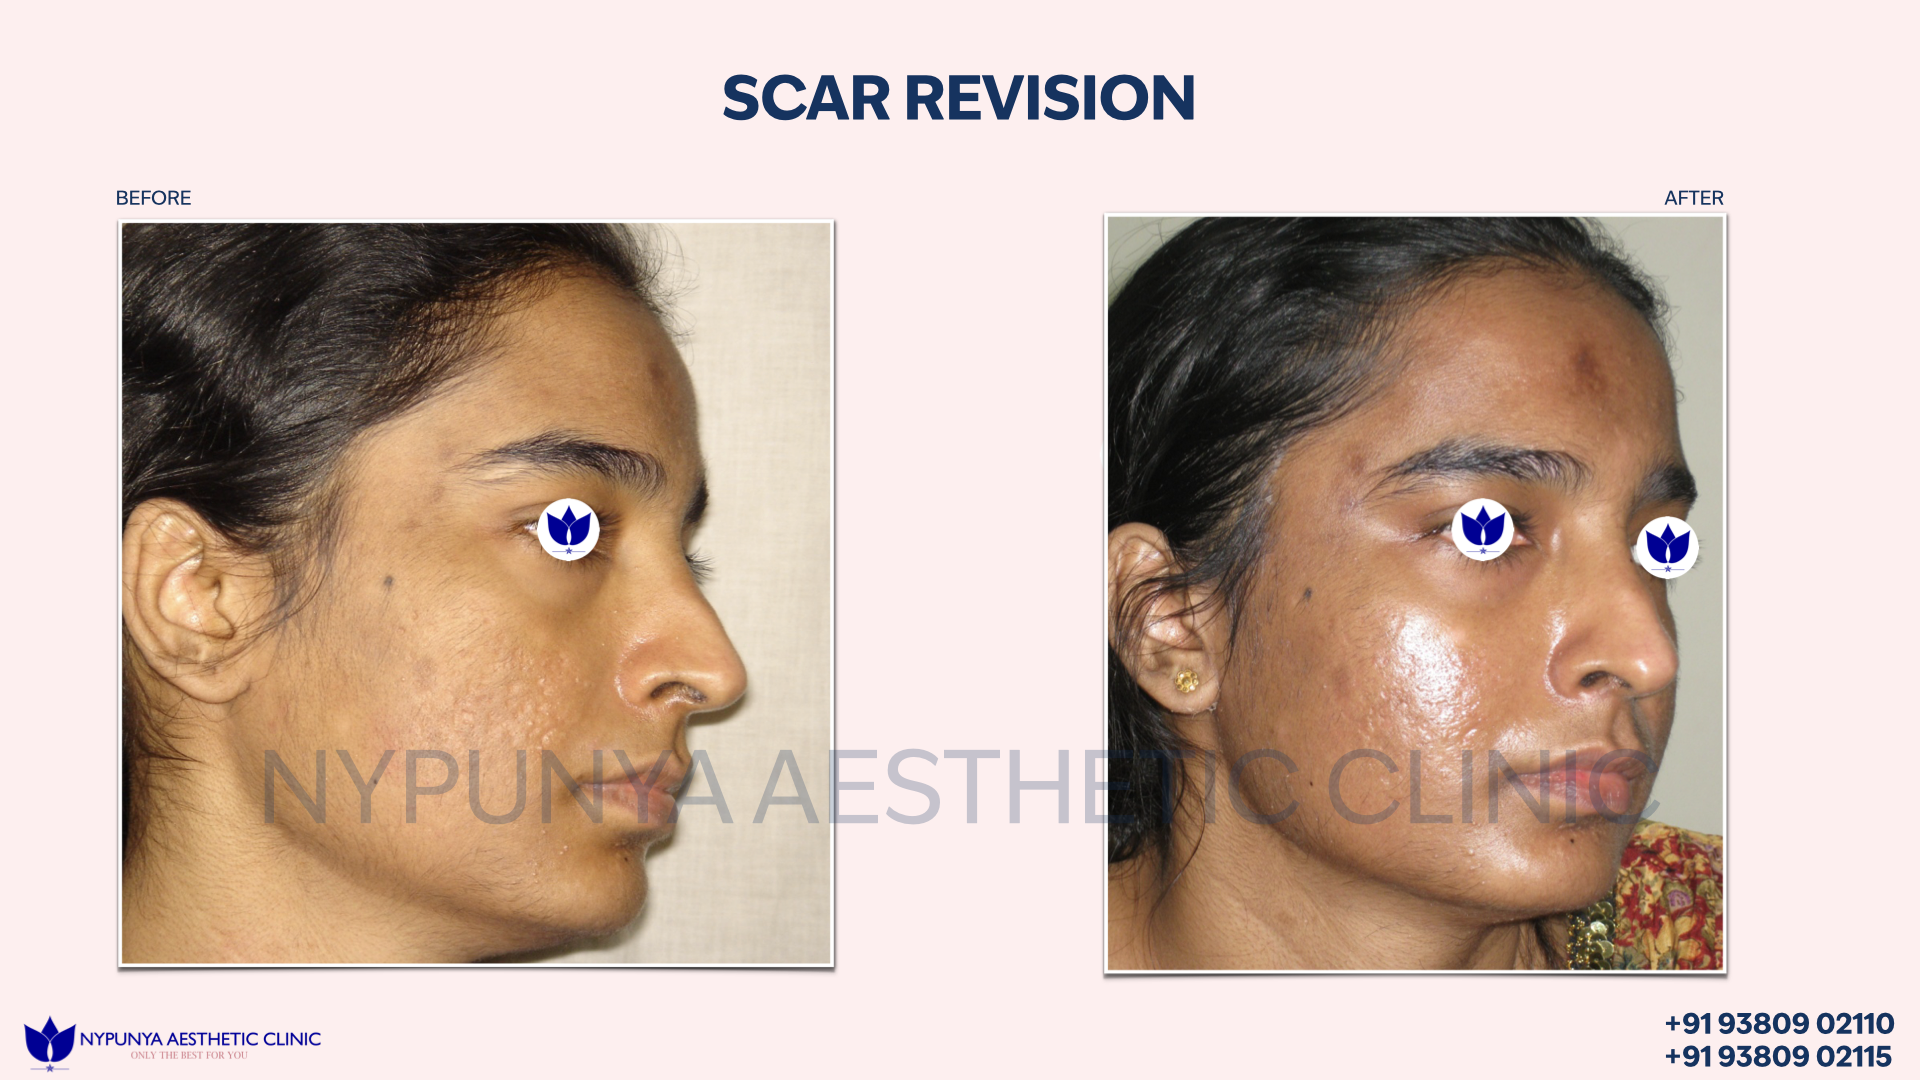 SCAR REVISION
BEFORE
AFTER
NYPUNYA AESTHETIC CLINIC
NYPUNYA AESTHETIC CLINIC
ONLY THE BEST FOR YOU
+91 93809 02110
+91 93809 02115